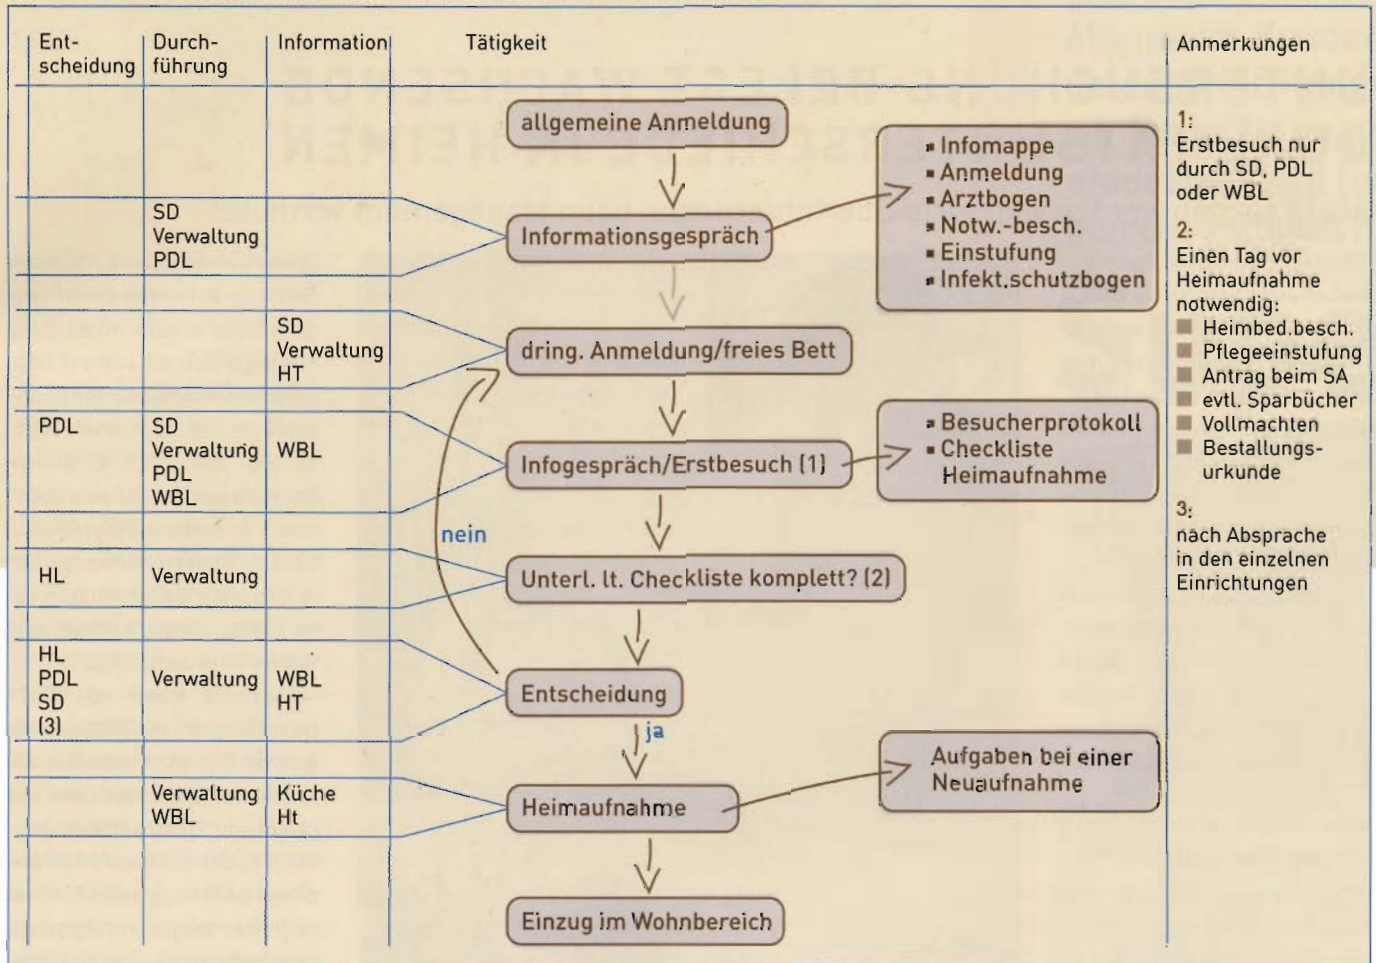 Ent-
scheidung
Durch-
führung
Information
Tätigkeit
Anmerkungen
allgemeine Anmeldung
SD
Verwaltung
PDL
Informationsgespräch
▪ Infomappe
▪ Anmeldung
▪ Arztbogen
▪ Notw.-besch.
▪ Einstufung
▪ Infekt.schutzbogen
SD
Verwaltung
HT
dring. Anmeldung/freies Bett
PDL
SD
Verwaltung
PDL
WBL
WBL
Infogespräch/Erstbesuch (1)
▪ Besucherprotokoll
▪ Checkliste
Heimaufnahme
nein
HL
Verwaltung
Unterl. lt. Checkliste komplett? (2)
HL
PDL
SD
(3)
Verwaltung
WBL
HT
Entscheidung
ja
Verwaltung
WBL
Küche
Ht
Heimaufnahme
Aufgaben bei einer
Neuaufnahme
Einzug im Wohnbereich
1:
Erstbesuch nur
durch SD, PDL
oder WBL
2:
Einen Tag vor
Heimaufnahme
notwendig:
■ Heimbed.besch.
■ Pflegeeinstufung
■ Antrag beim SA
■ evtl. Sparbücher
■ Vollmachten
■ Bestallungs-
urkunde
3:
nach Absprache
in den einzelnen
Einrichtungen